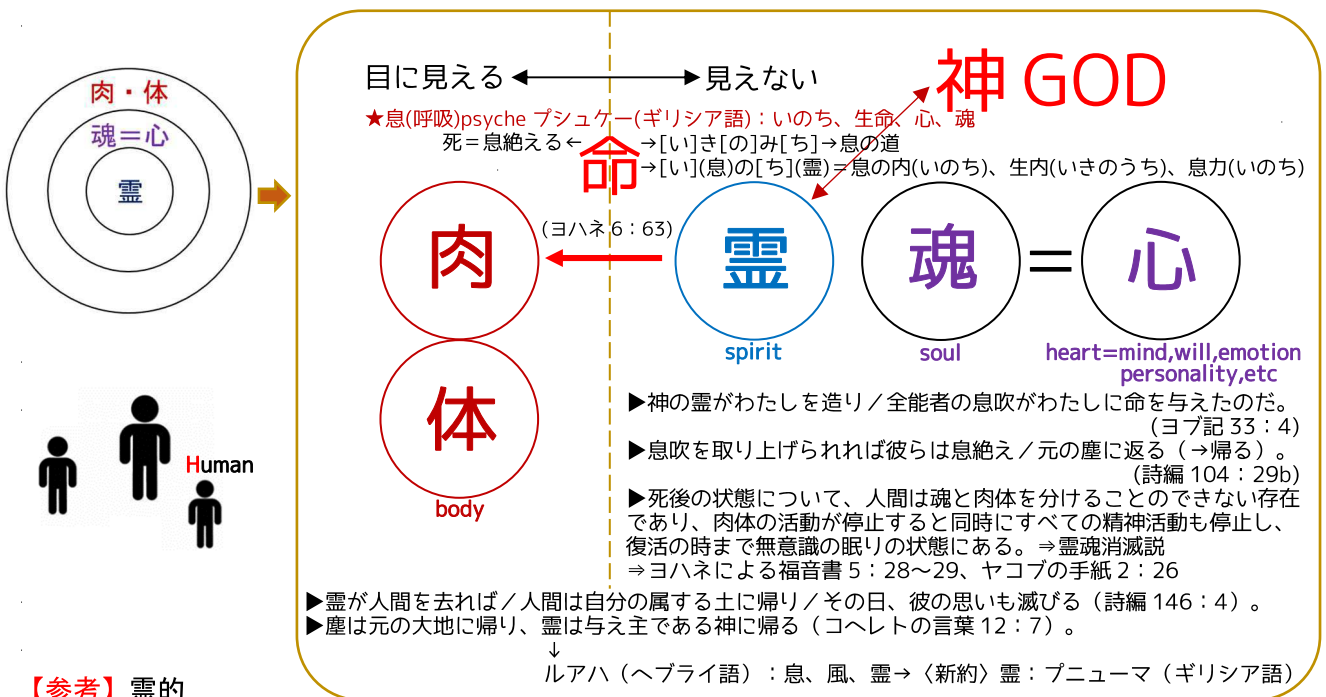 肉・体
魂＝心
霊
Human
【参考】霊的
目に見える
見えない
神 GOD
★息(呼吸)psyche プシュケー(ギリシア語)：いのち、生命、心、魂
死＝息絶える←
命
→[い]き[の]み[ち]→息の道
→[い](息)の[ち](霊)＝息の内(いのち)、生内(いきのうち)、息力(いのち)
(ヨハネ 6：63)
肉
霊
魂
＝
心
spirit
soul
heart=mind,will,emotion
personality,etc
体
body
▶神の霊がわたしを造り／全能者の息吹がわたしに命を与えたのだ。
(ヨブ記 33：4)
▶息吹を取り上げられれば彼らは息絶え／元の塵に返る（→帰る）。
(詩編 104：29b)
▶死後の状態について、人間は魂と肉体を分けることのできない存在
であり、肉体の活動が停止すると同時にすべての精神活動も停止し、
復活の時まで無意識の眠りの状態にある。⇒霊魂消滅説
⇒ヨハネによる福音書 5：28～29、ヤコブの手紙 2：26
▶霊が人間を去れば／人間は自分の属する土に帰り／その日、彼の思いも滅びる（詩編 146：4）。
▶塵は元の大地に帰り、霊は与え主である神に帰る（コヘレトの言葉 12：7）。
↓
ルアハ（ヘブライ語）：息、風、霊→〈新約〉霊：プニューマ（ギリシア語）